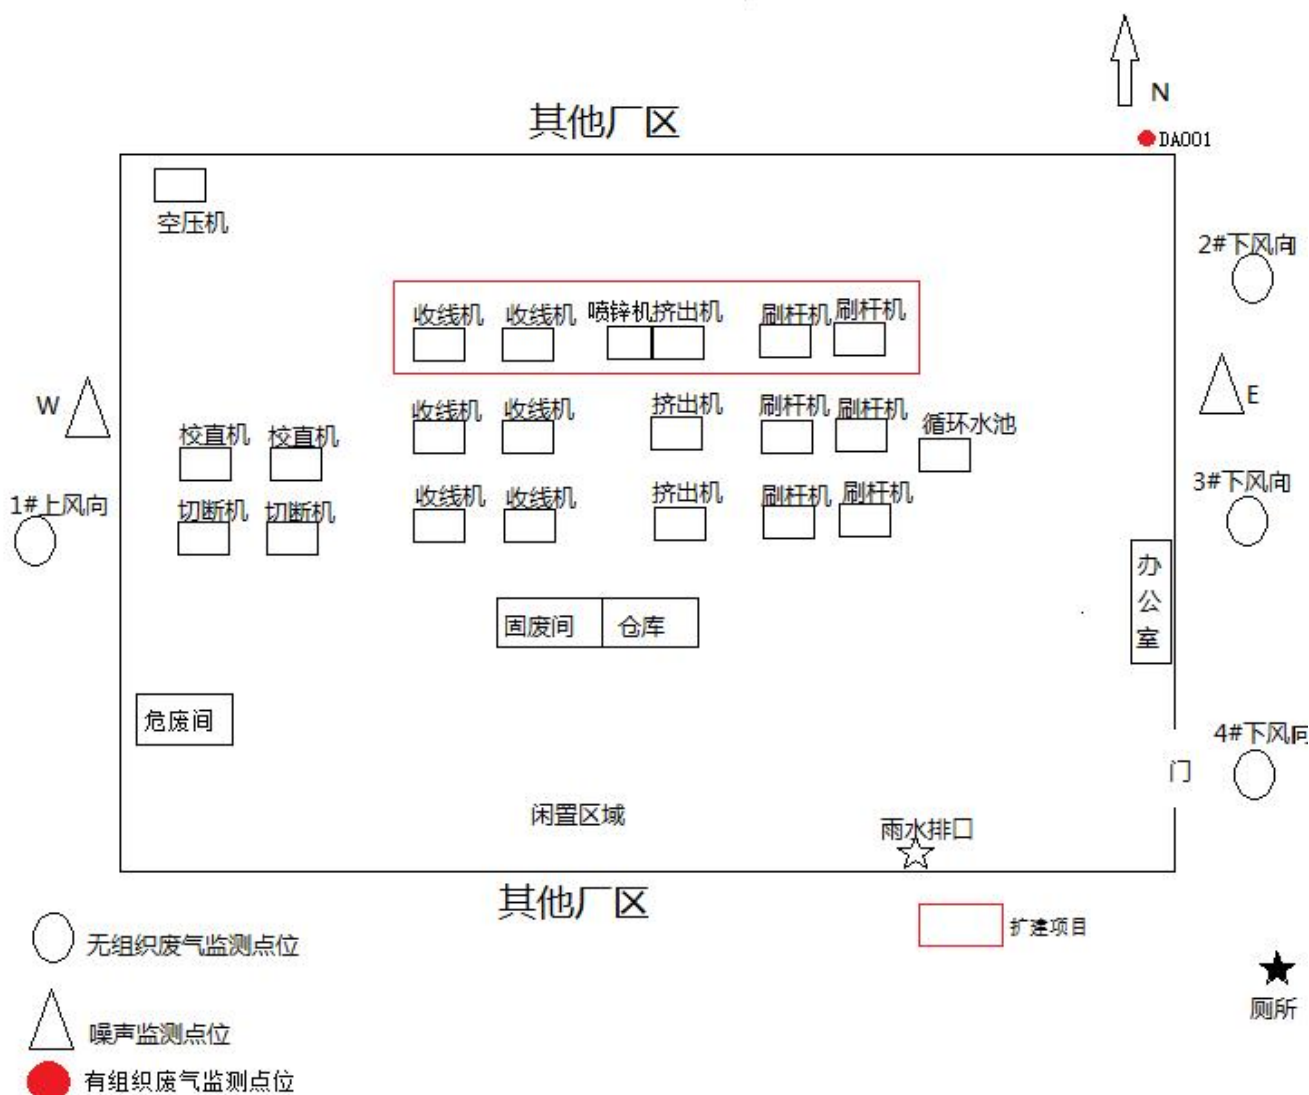 N
其他厂区
DA001
空压机
2#下风向
收线机 收线机 喷锌机 挤出机 刷杆机 刷杆机
W
E
收线机 收线机 挤出机 刷杆机 刷杆机 循环水池
校直机 校直机
1#上风向
3#下风向
收线机 收线机 挤出机 刷杆机 刷杆机
切断机 切断机
办公室
固废间 仓库
危废间
4#下风向
门
闲置区域
雨水排口
其他厂区
无组织废气监测点位
扩建项目
噪声监测点位
厕所
有组织废气监测点位